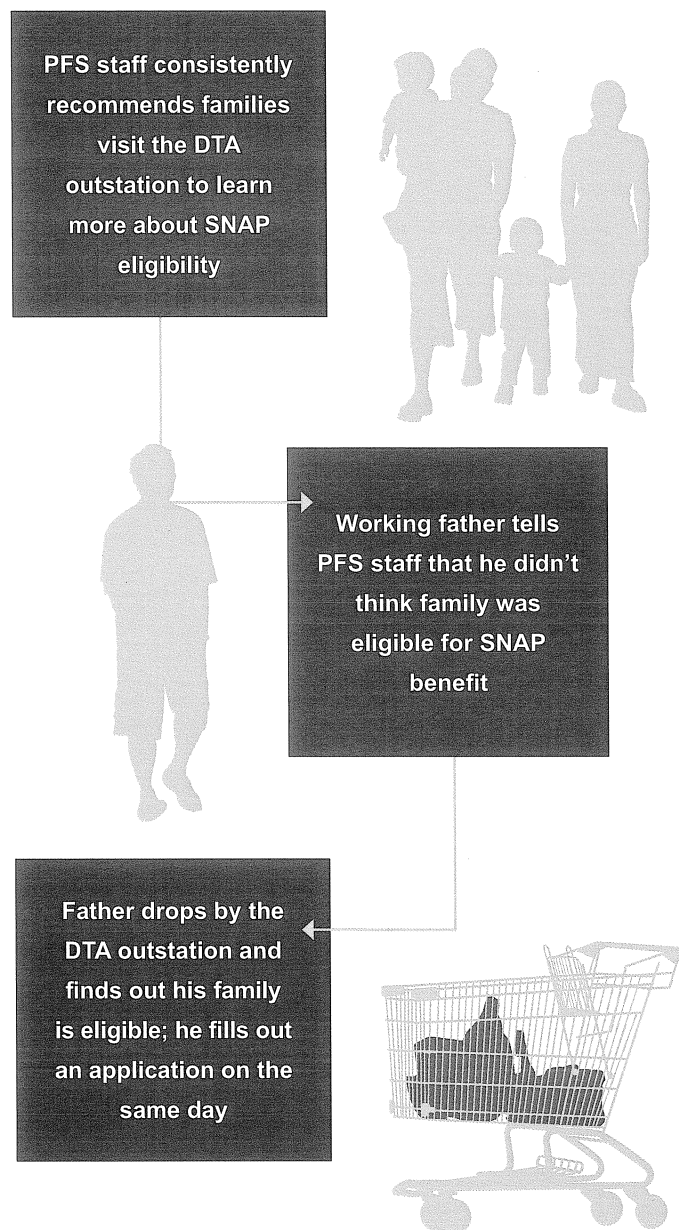 PFS staff consistently
recommends families
visit the DTA
outstation to learn
more about SNAP
eligibility
Working father tells
PFS staff that he didn't
think family was
eligible for SNAP
benefit
Father drops by the
DTA outstation and
finds out his family
is eligible; he fills out
an application on the
same day